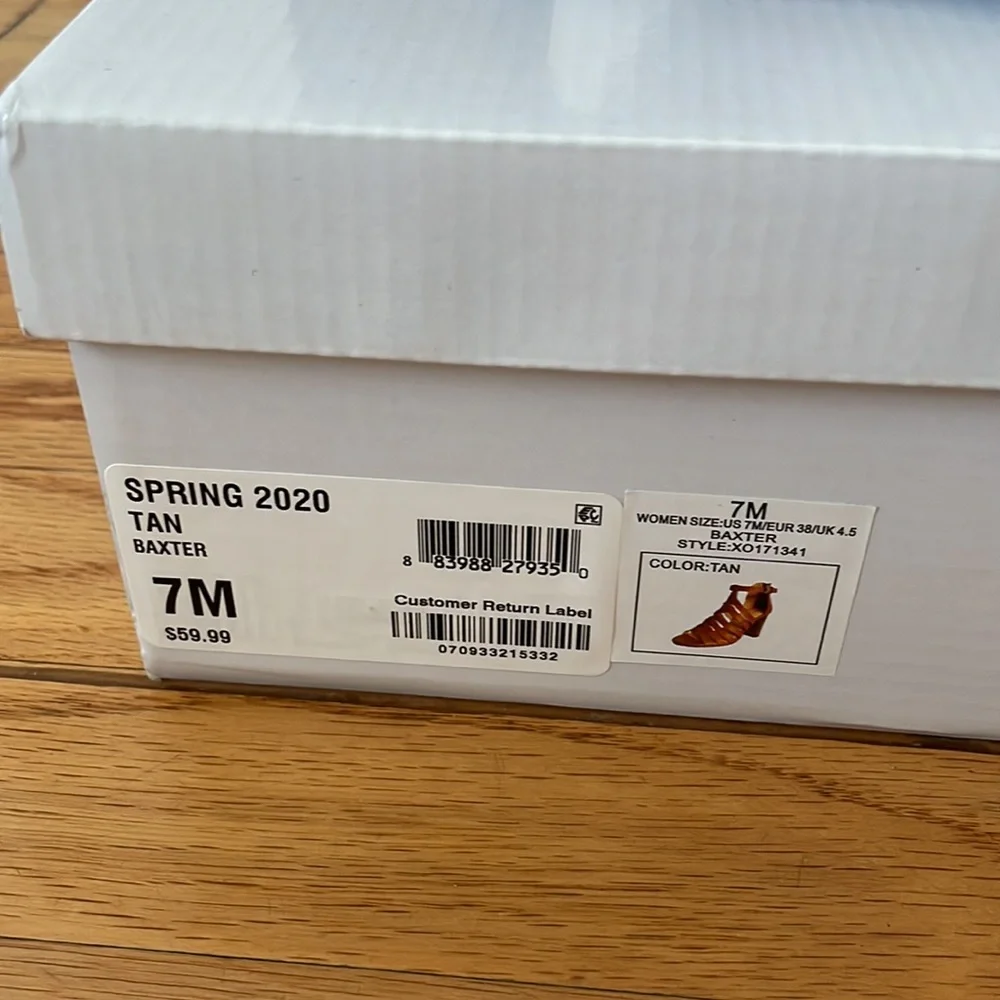 SPRING 2020
TAN
BAXTER
7M
$59.99
8 83988 27935 0
Customer Return Label
070933215332
7M
WOMEN SIZE:US 7M/EUR 38/UK 4.5
BAXTER
STYLE:XO171341
COLOR:TAN